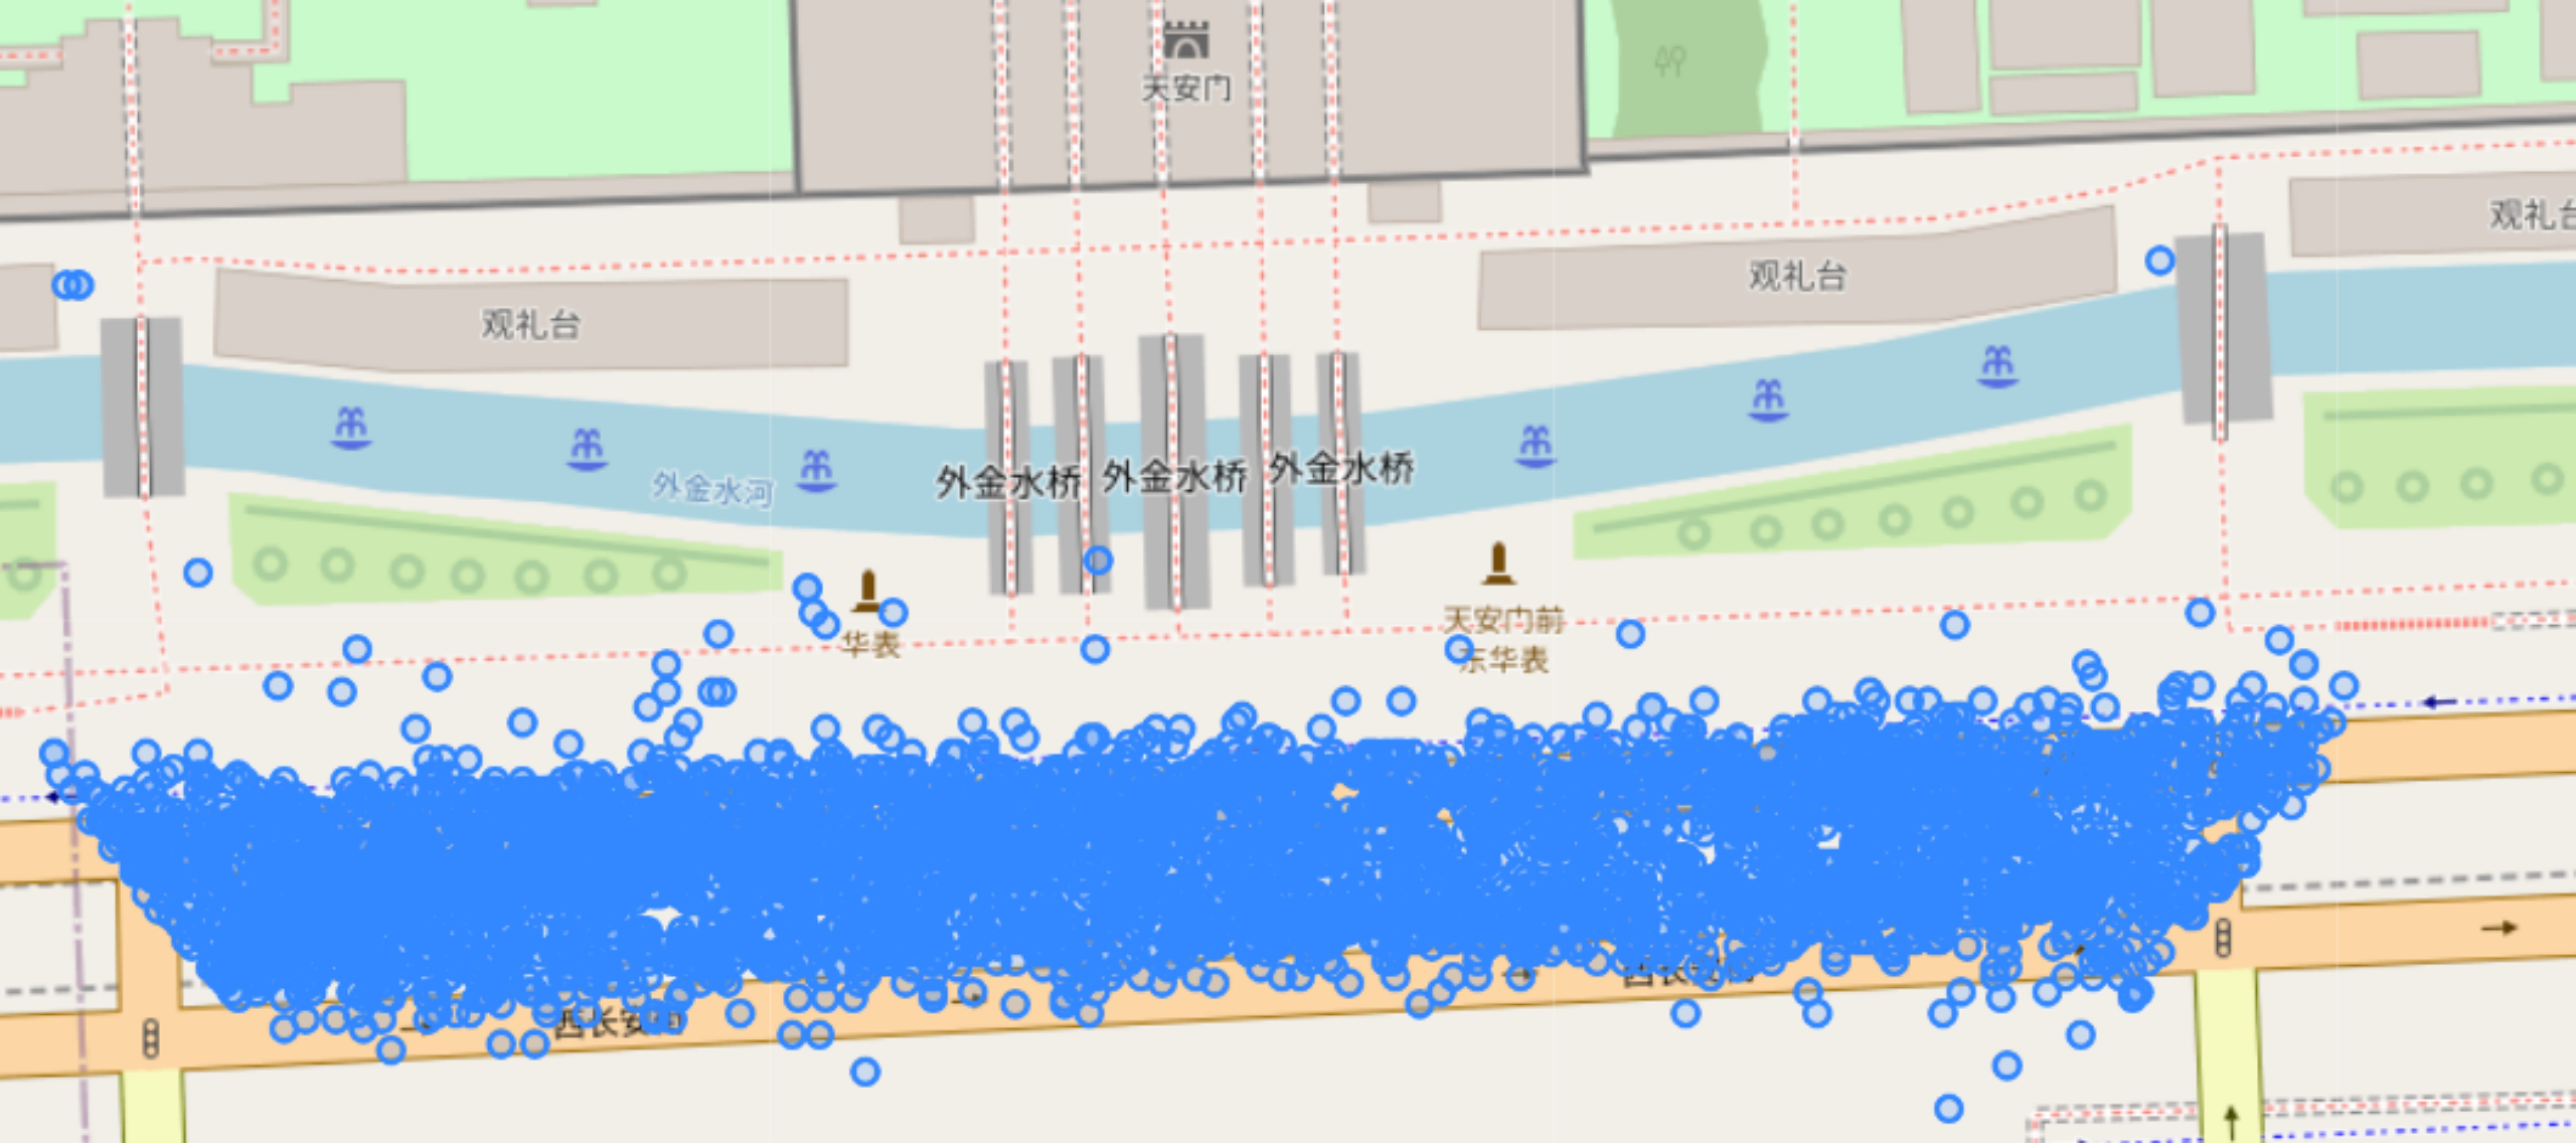 天安门
观礼台
观礼台
观礼台
外金水河
外金水桥
外金水桥
外金水桥
华表
天安门前
东华表
西长安街